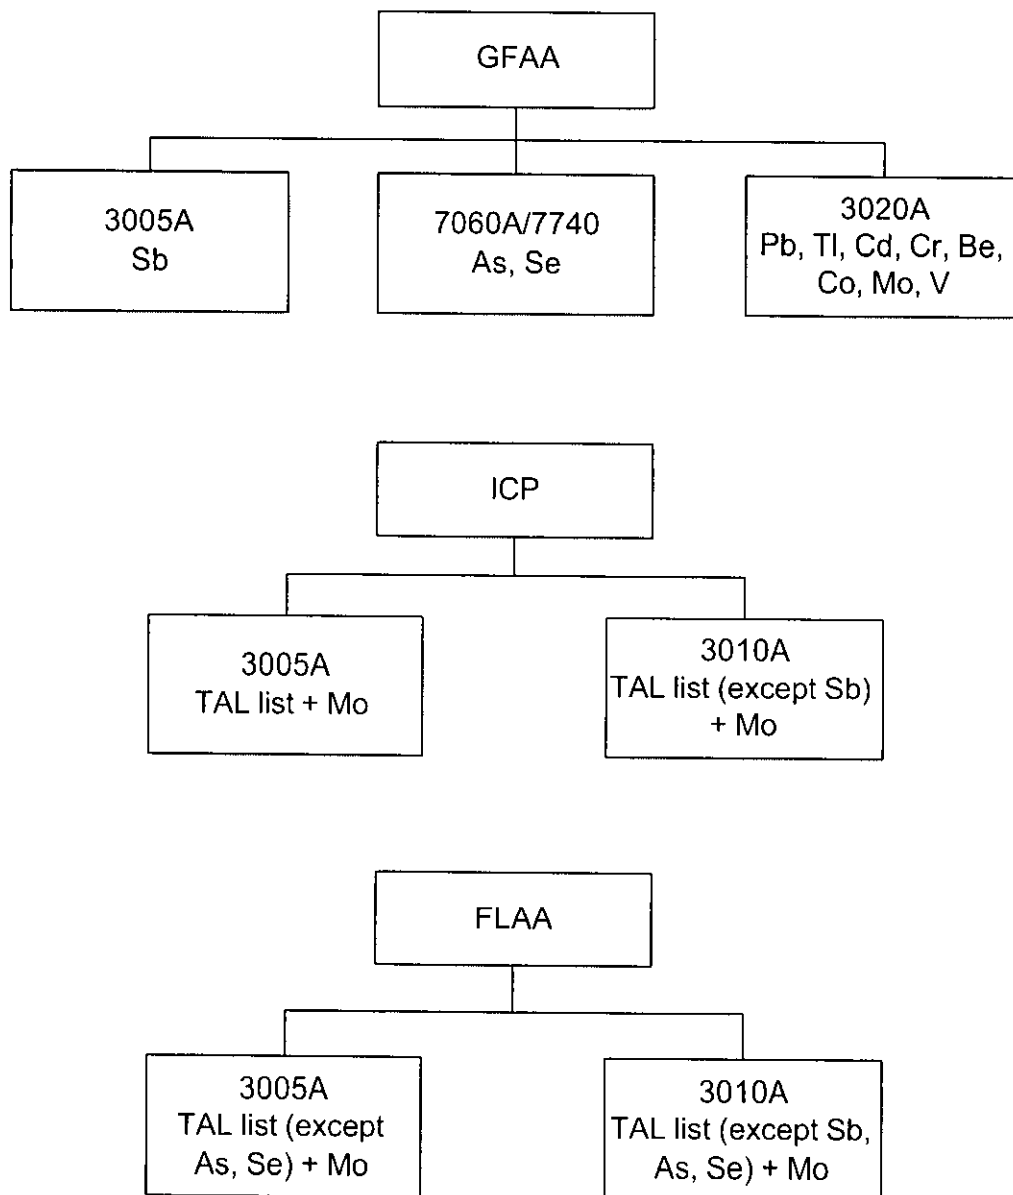 GFAA
3005A
Sb
7060A/7740
As, Se
3020A
Pb, Tl, Cd, Cr, Be,
Co, Mo, V
ICP
3005A
TAL list + Mo
3010A
TAL list (except Sb)
+ Mo
FLAA
3005A
TAL list (except
As, Se) + Mo
3010A
TAL list (except Sb,
As, Se) + Mo